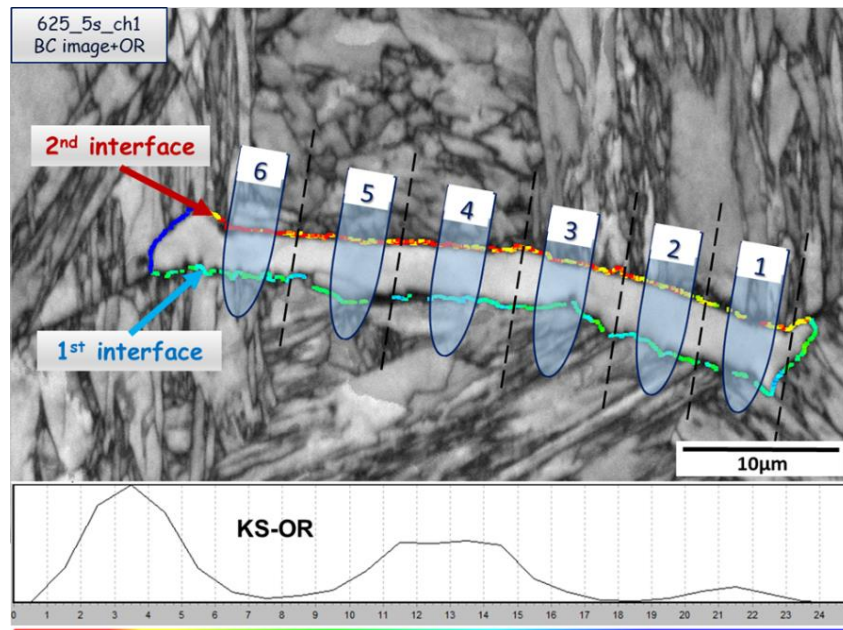 625_5s_ch1
BC image+OR
2nd interface
6
5
4
3
2
1
1st interface
10μm
KS-OR
0 1 2 3 4 5 6 7 8 9 10 11 12 13 14 15 16 17 18 19 20 21 22 23 24